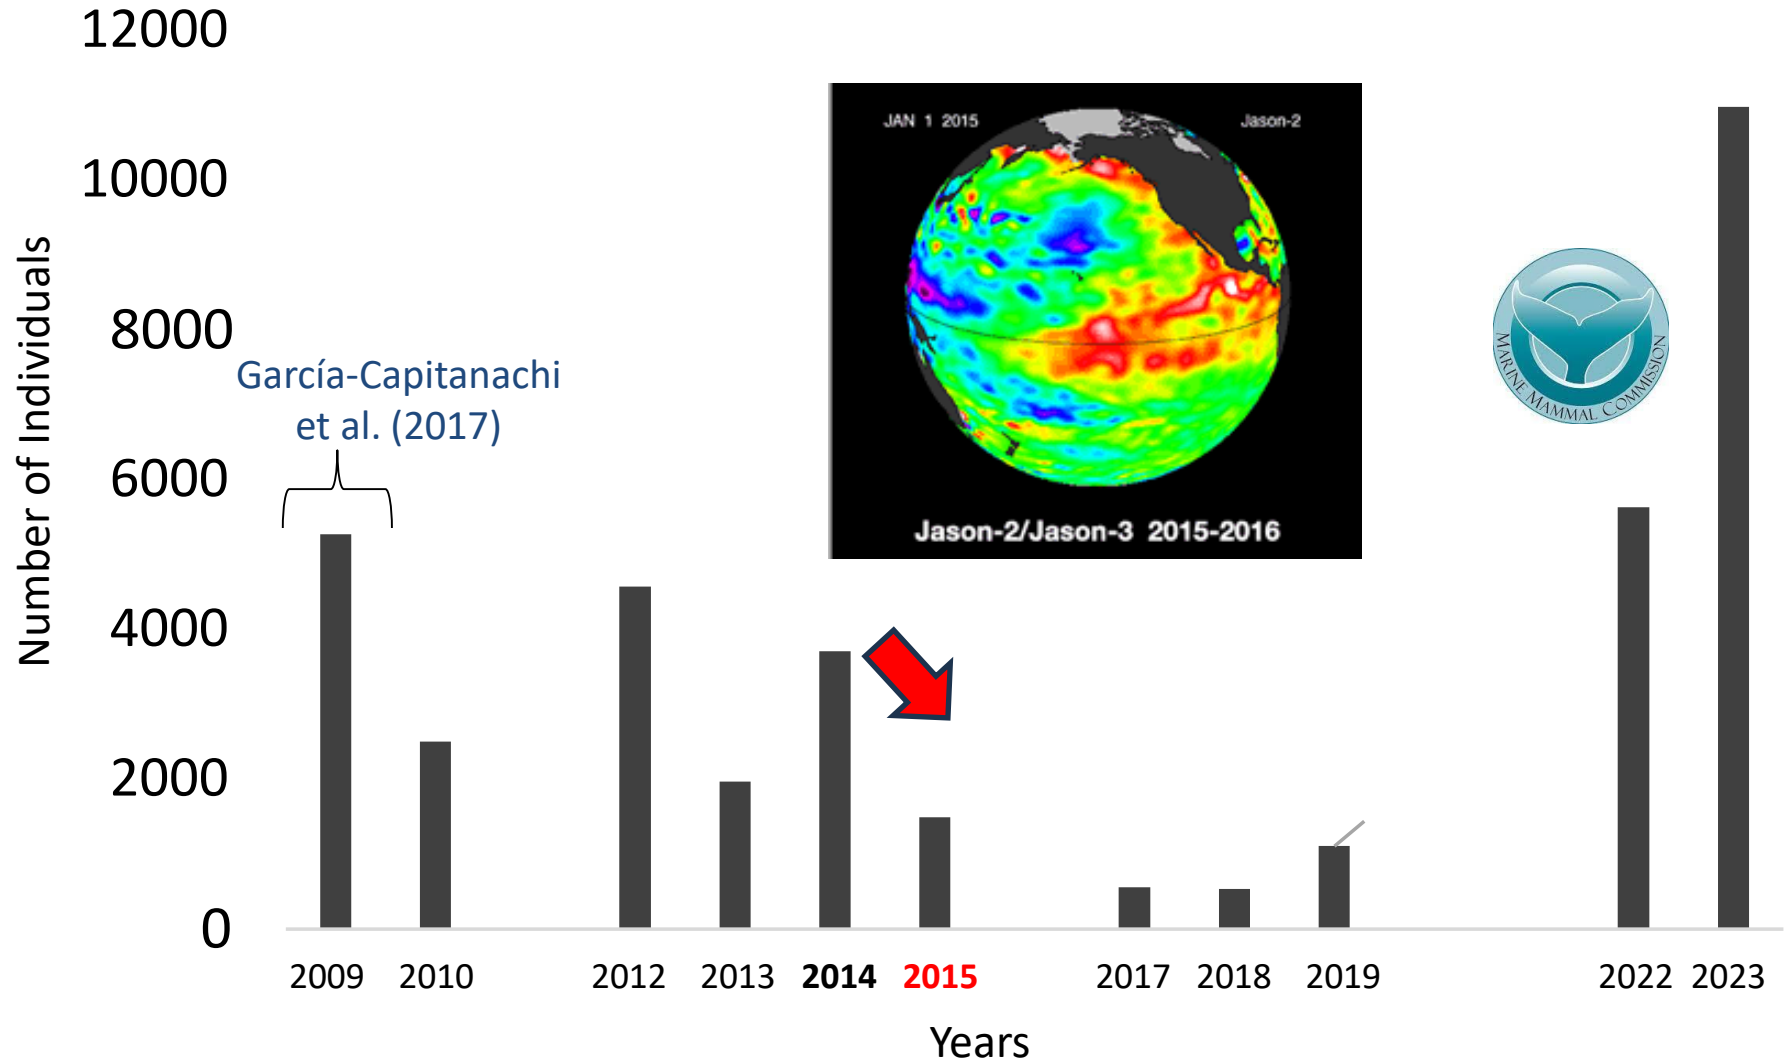 12000
10000
8000
6000
4000
2000
0
Number of Individuals
García-Capitanachi
et al. (2017)
JAN 1 2015
Jason-2
Jason-2/Jason-3 2015-2016
MARINE MAMMAL COMMISSION
2009 2010 2012 2013 2014 2015 2017 2018 2019 2022 2023
Years